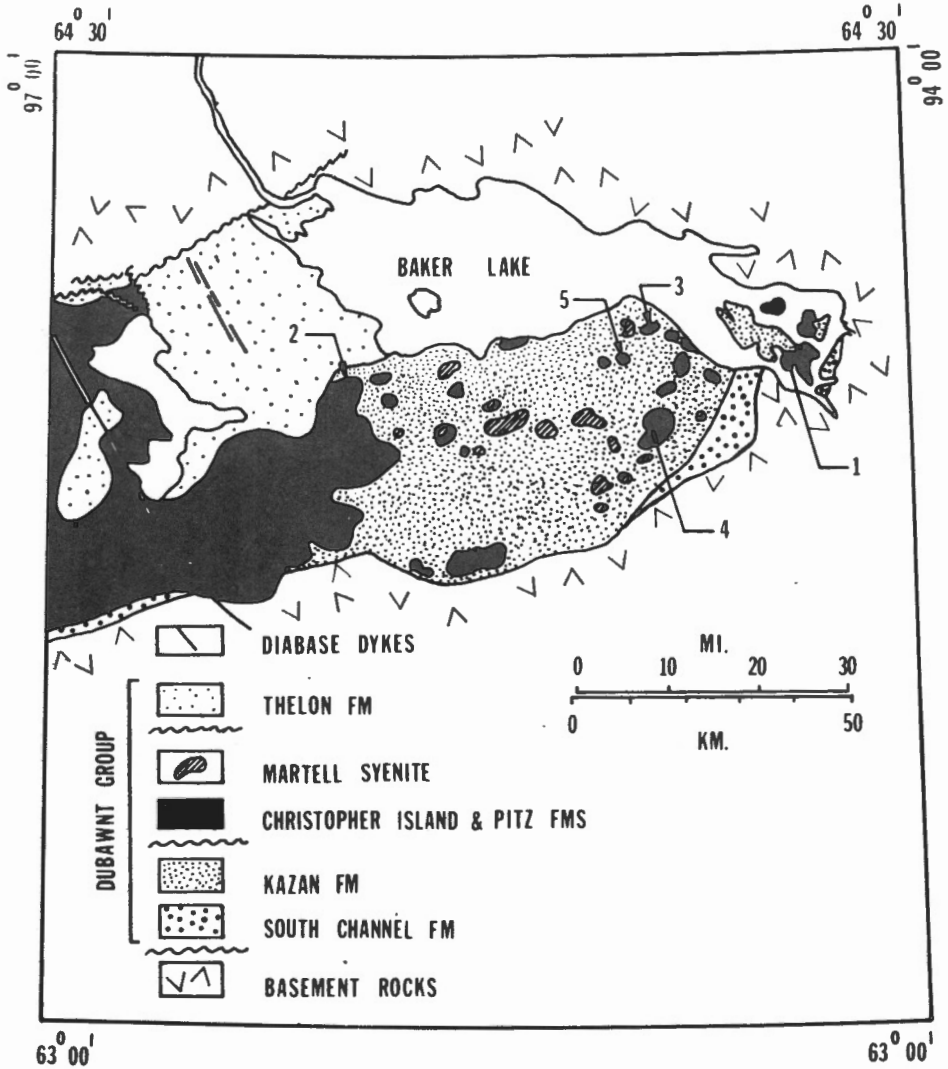 64° 30' 64° 30'
97° 00' 94° 00'
BAKER LAKE
5 3
2
1
4
DIABASE DYKES
THELON FM
MARTELL SYENITE
CHRISTOPHER ISLAND & PITZ FMS
KAZAN FM
SOUTH CHANNEL FM
BASEMENT ROCKS
DUBAWNT GROUP
MI.
0 10 20 30
0 50
KM.
63° 00' 63° 00'